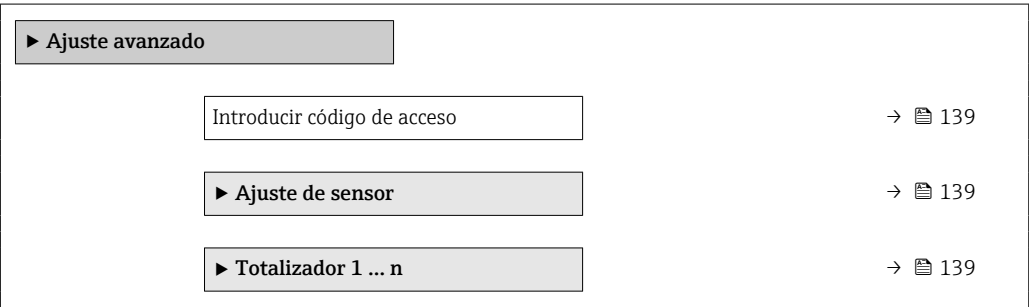 ▶ Ajuste avanzado
Introducir código de acceso → 139
▶ Ajuste de sensor → 139
▶ Totalizador 1 … n → 139